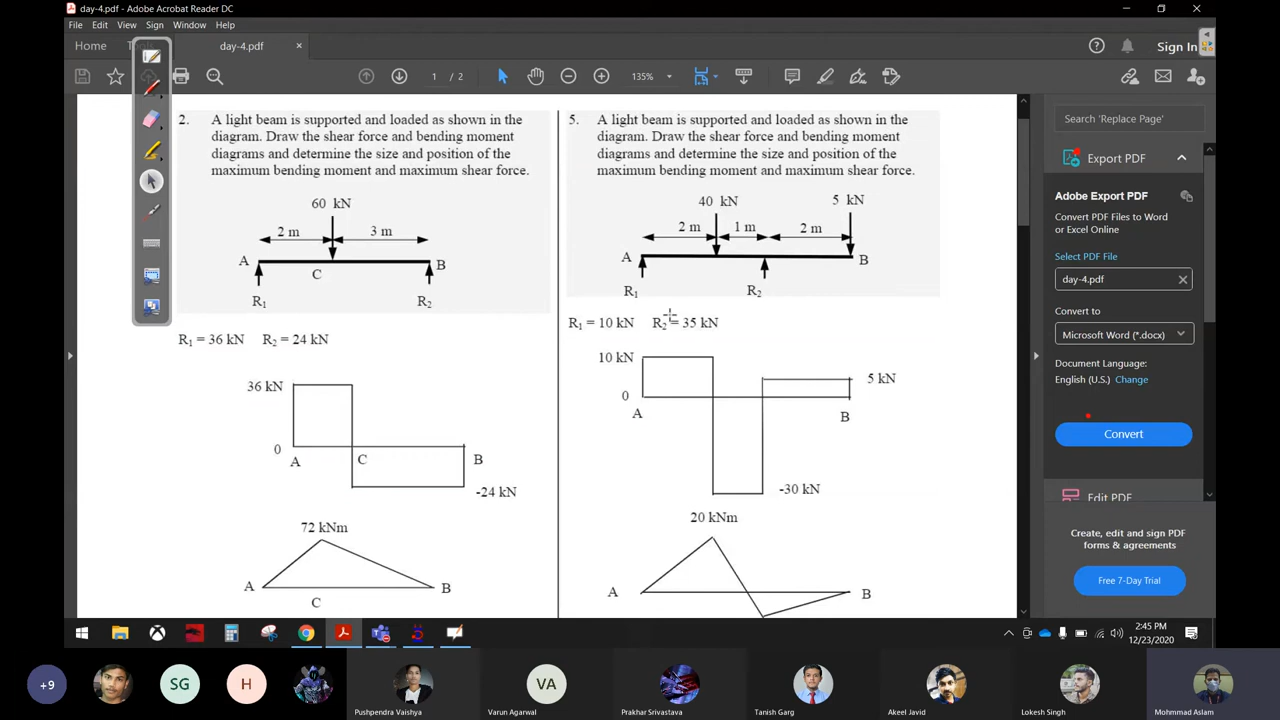 day-4.pdf - Adobe Acrobat Reader DC
File Edit View Sign Window Help
Home
day-4.pdf ×
Sign In
1 / 2
135%
2. A light beam is supported and loaded as shown in the
diagram. Draw the shear force and bending moment
diagrams and determine the size and position of the
maximum bending moment and maximum shear force.
60 kN
2 m 3 m
A B
C
R1 R2
R1 = 36 kN R2 = 24 kN
36 kN
0
A C B
-24 kN
72 kNm
A B
C
5. A light beam is supported and loaded as shown in the
diagram. Draw the shear force and bending moment
diagrams and determine the size and position of the
maximum bending moment and maximum shear force.
40 kN 5 kN
2 m 1 m 2 m
A B
R1 R2
R1 = 10 kN R2 = 35 kN
10 kN
5 kN
0
A B
-30 kN
20 kNm
A B
Search 'Replace Page'
Export PDF
Adobe Export PDF
Convert PDF Files to Word
or Excel Online
Select PDF File
day-4.pdf
Convert to
Microsoft Word (*.docx)
Document Language:
English (U.S.) Change
Convert
Edit PDF
Create, edit and sign PDF
forms & agreements
Free 7-Day Trial
2:45 PM
12/23/2020
+9
SG
H
VA
Pushpendra Vaishya
Varun Agarwal
Prakhar Srivastava
Tanish Garg
Akeel Javid
Lokesh Singh
Mohmmad Aslam